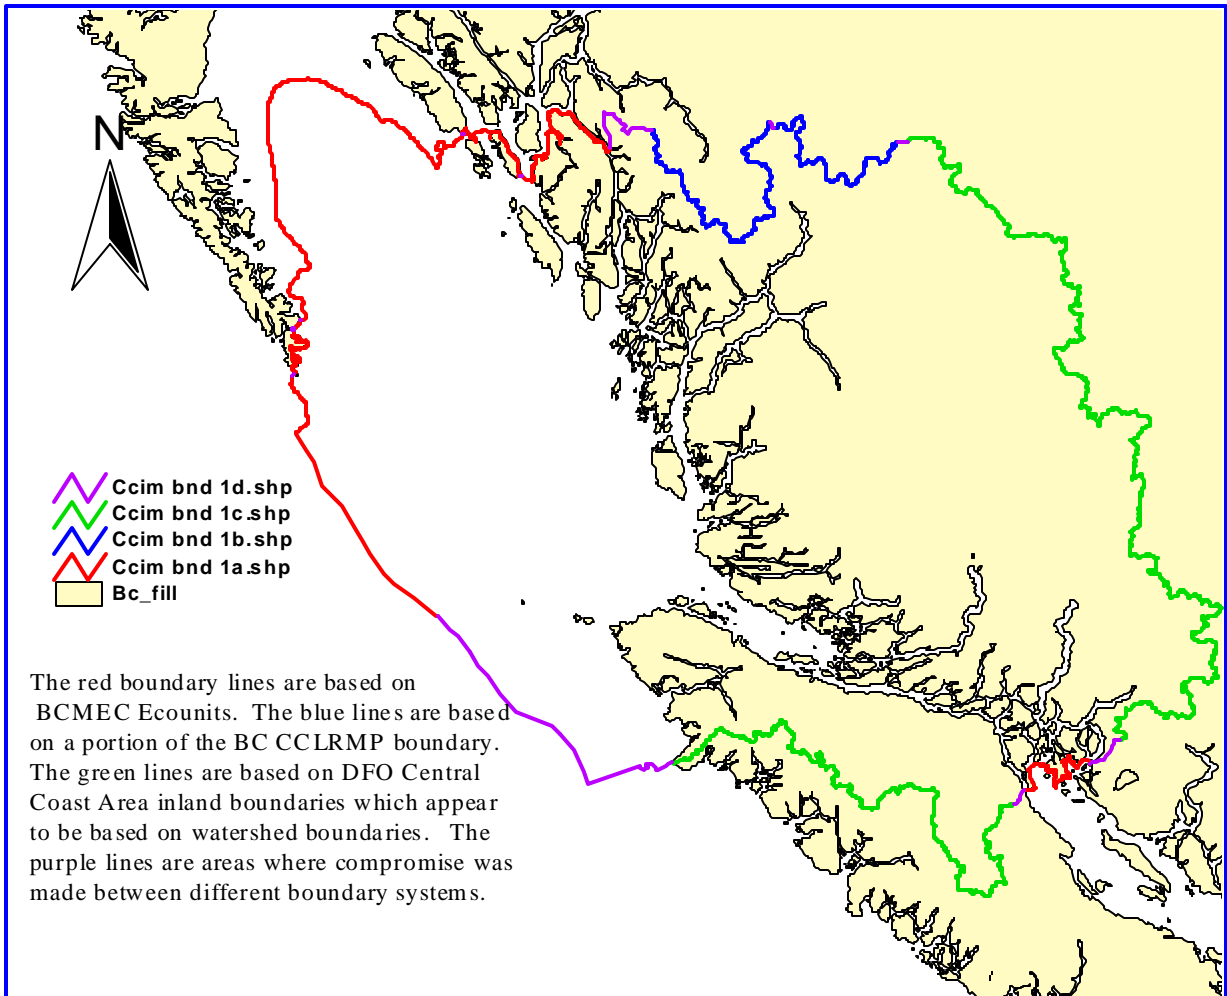 N
Ccim bnd 1d.shp
Ccim bnd 1c.shp
Ccim bnd 1b.shp
Ccim bnd 1a.shp
Bc_fill
The red boundary lines are based on
BCMEC Ecounits. The blue lines are based
on a portion of the BC CCLRMP boundary.
The green lines are based on DFO Central
Coast Area inland boundaries which appear
to be based on watershed boundaries. The
purple lines are areas where compromise was
made between different boundary systems.